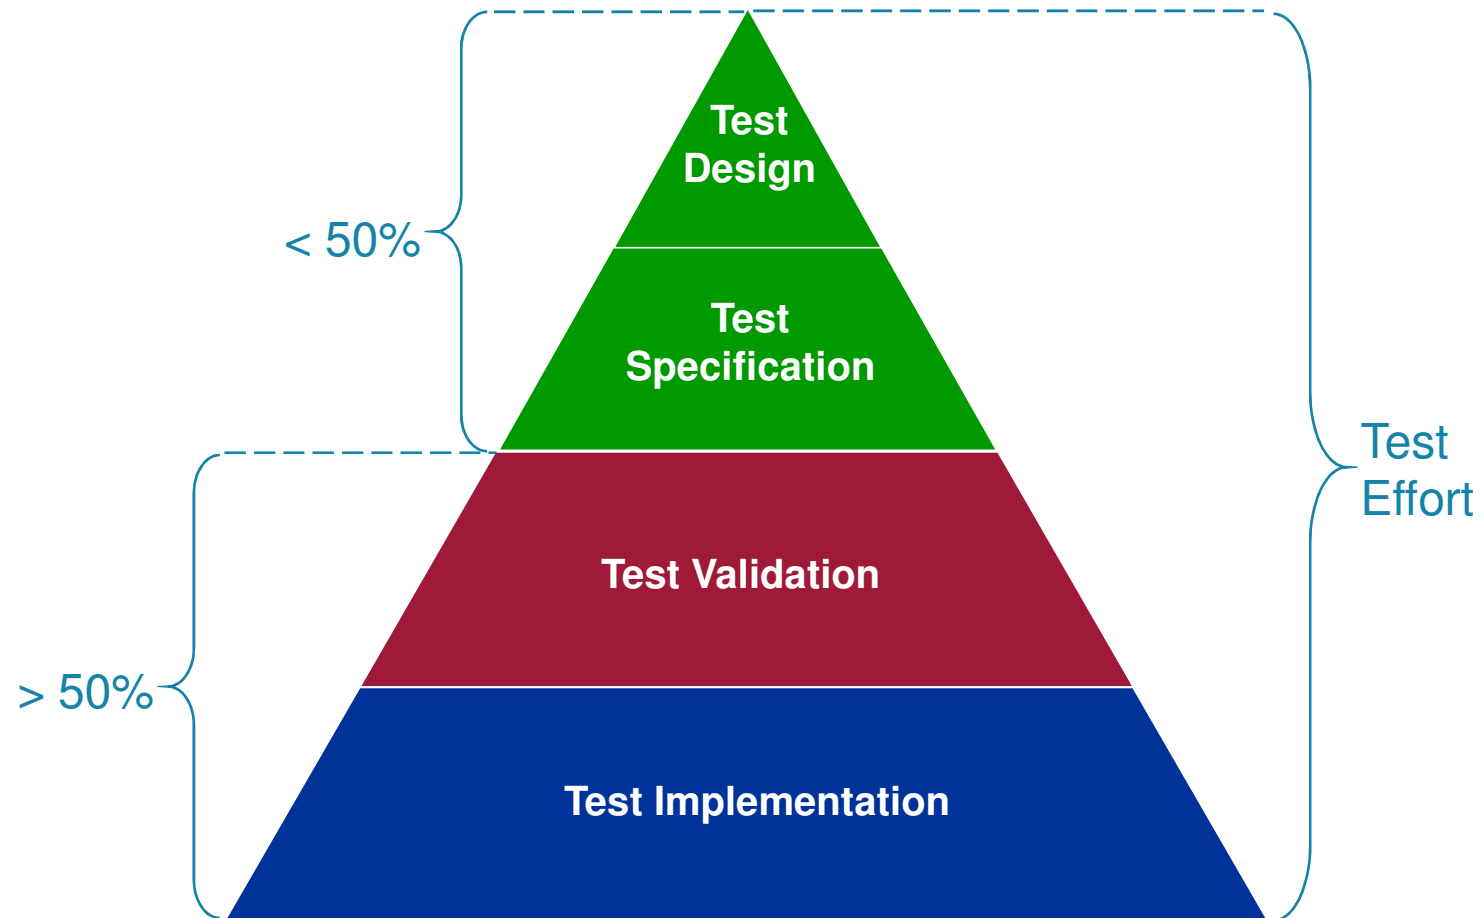 Test
Design
< 50%
Test
Specification
Test
Effort
Test Validation
> 50%
Test Implementation